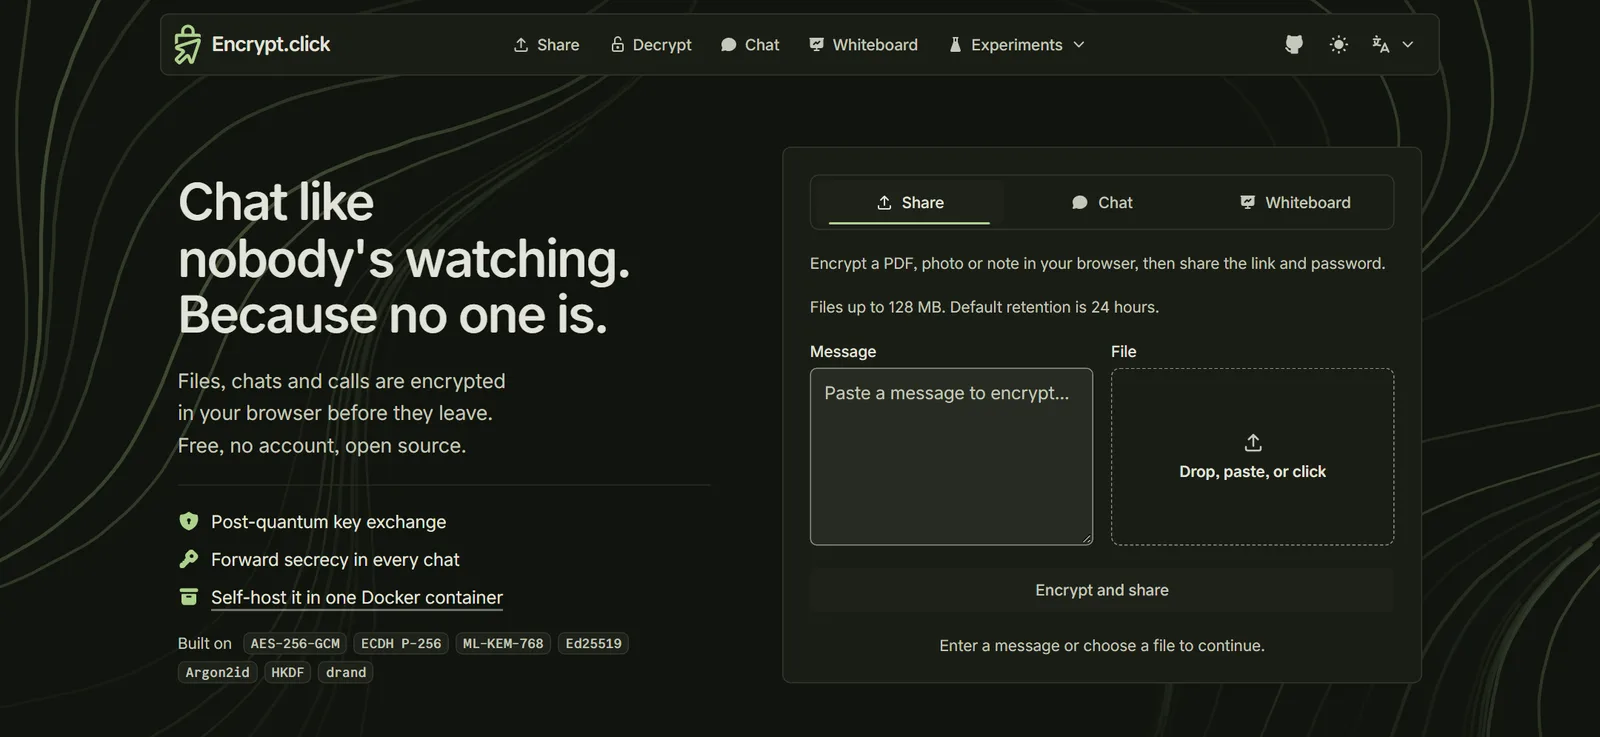 Encrypt.click
Share
Decrypt
Chat
Whiteboard
Experiments
Chat like
nobody's watching.
Because no one is.
Files, chats and calls are encrypted
in your browser before they leave.
Free, no account, open source.
Post-quantum key exchange
Forward secrecy in every chat
Self-host it in one Docker container
Built on AES-256-GCM ECDH P-256 ML-KEM-768 Ed25519
Argon2id HKDF drand
Share
Chat
Whiteboard
Encrypt a PDF, photo or note in your browser, then share the link and password.
Files up to 128 MB. Default retention is 24 hours.
Message
Paste a message to encrypt...
File
Drop, paste, or click
Encrypt and share
Enter a message or choose a file to continue.